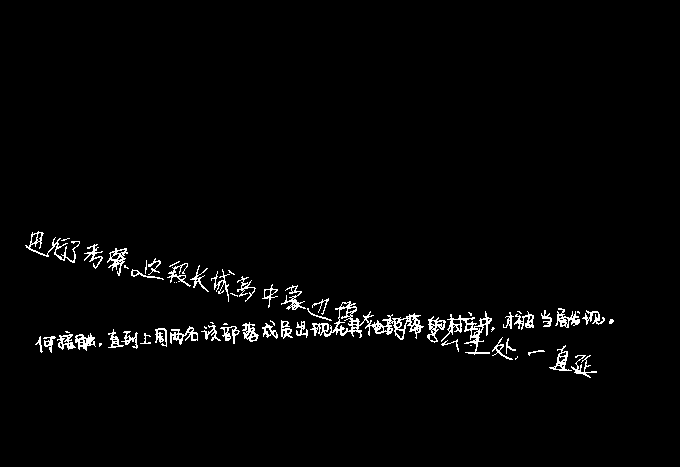 进行了考察。这段长城离中蒙边境 公里处,一直延
何接触,直到上周两名该部落成员出现在其他部落的村庄中,才被当局发现。